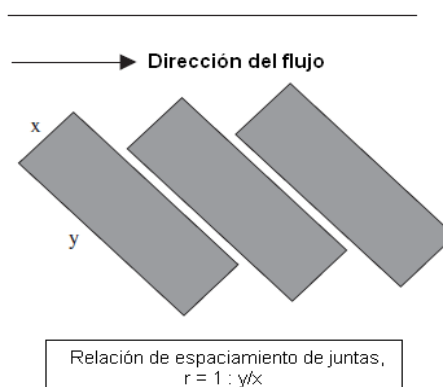 Dirección del flujo
x
y
Relación de espaciamiento de juntas,
r = 1 : y/x